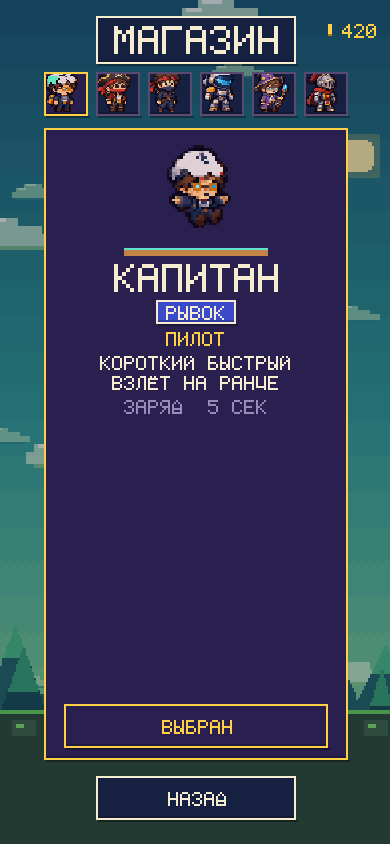 МАГАЗИН
420
КАПИТАН
РЫВОК
ПИЛОТ
КОРОТКИЙ БЫСТРЫЙ
ВЗЛЁТ НА РАНЦЕ
ЗАРЯД 5 СЕК
ВЫБРАН
НАЗАД